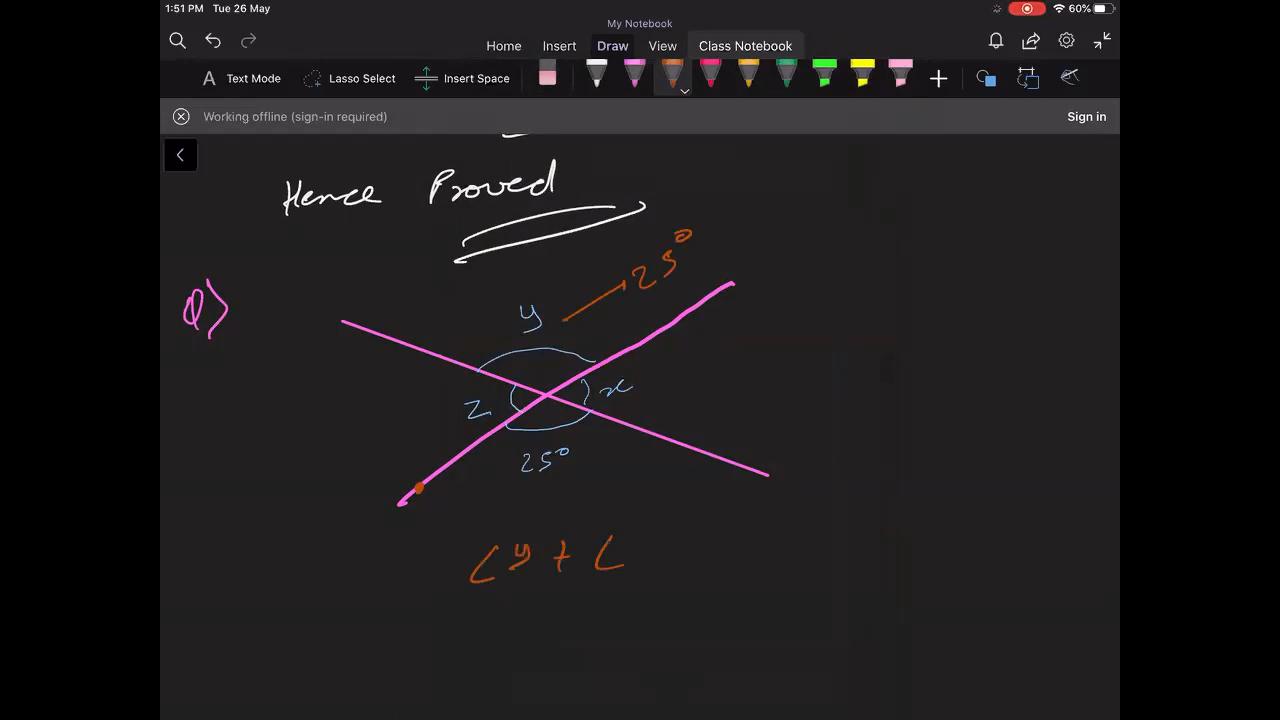 1:51 PM Tue 26 May
60%
My Notebook
Home Insert Draw View Class Notebook
A Text Mode Lasso Select Insert Space
Working offline (sign-in required) Sign in
Hence Proved
Q)
y → 25°
z x
25°
∠y + ∠